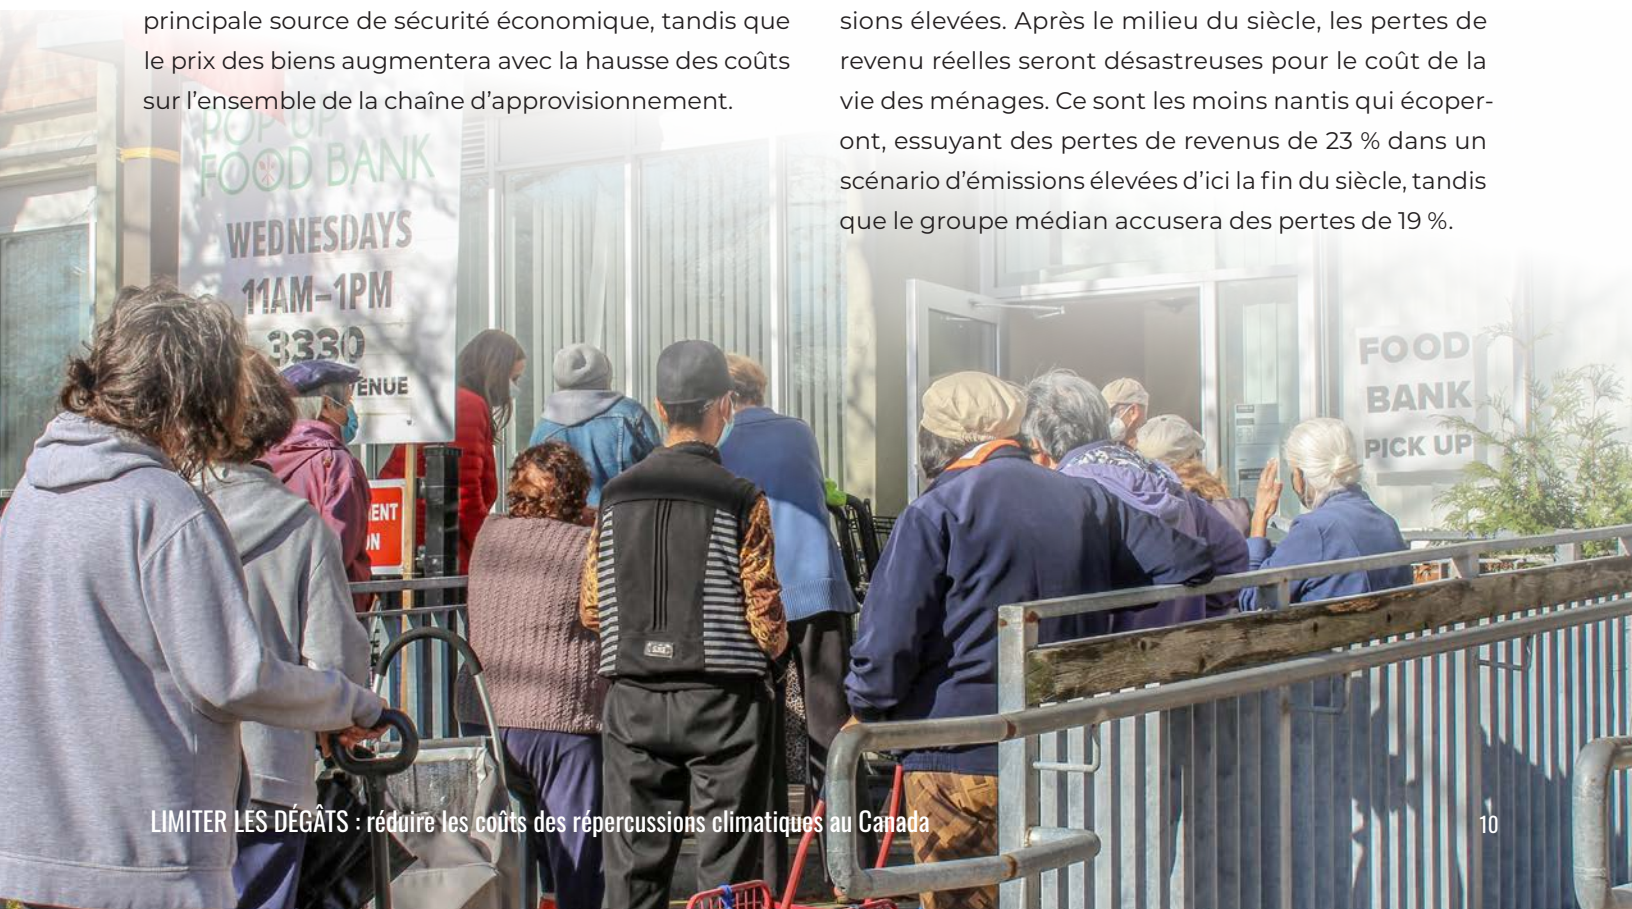 principale source de sécurité économique, tandis que
le prix des biens augmentera avec la hausse des coûts
sur l’ensemble de la chaîne d’approvisionnement.
sions élevées. Après le milieu du siècle, les pertes de
revenu réelles seront désastreuses pour le coût de la
vie des ménages. Ce sont les moins nantis qui écoper-
ont, essuyant des pertes de revenus de 23 % dans un
scénario d’émissions élevées d’ici la fin du siècle, tandis
que le groupe médian accusera des pertes de 19 %.
POP UP
FOOD BANK
WEDNESDAYS
11AM–1PM
3330
VENUE
ENT
ON
FOOD
BANK
PICK UP
LIMITER LES DÉGÂTS : réduire les coûts des répercussions climatiques au Canada
10